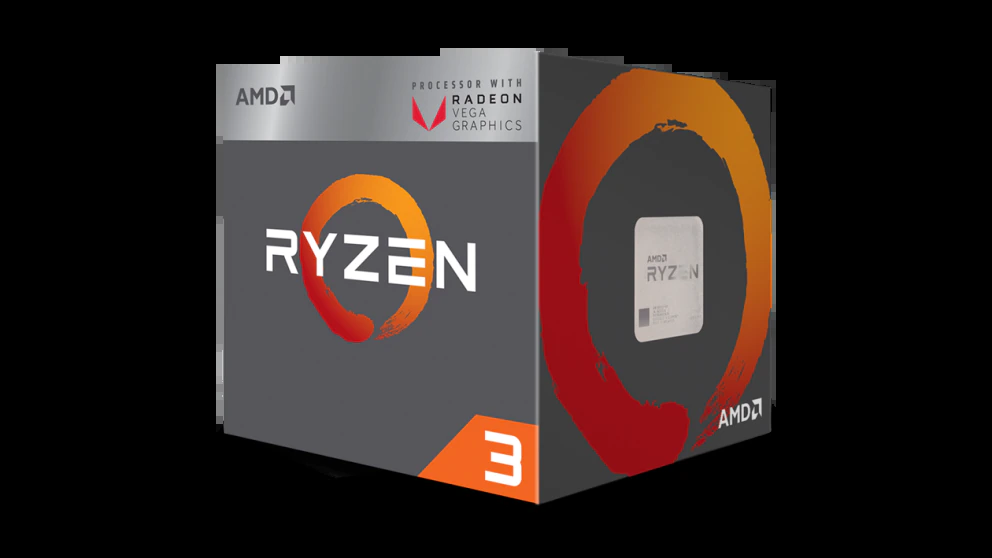 AMD
PROCESSOR WITH
RADEON
VEGA
GRAPHICS
RYZEN
3
AMD
RYZEN
AMD